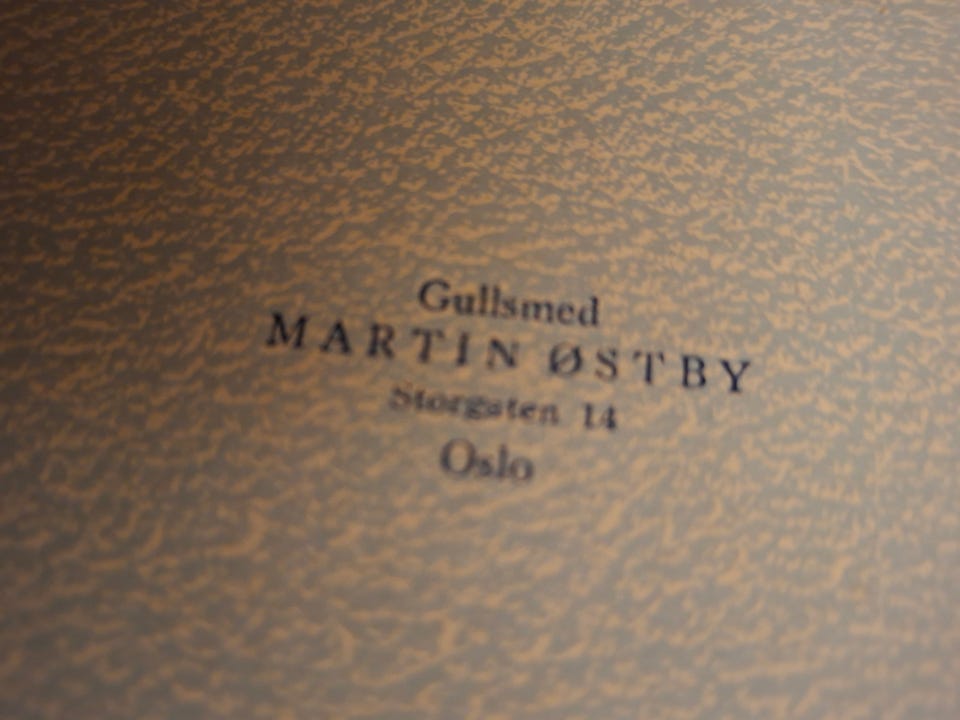 Gullsmed
MARTIN ØSTBY
Storgaten 14
Oslo